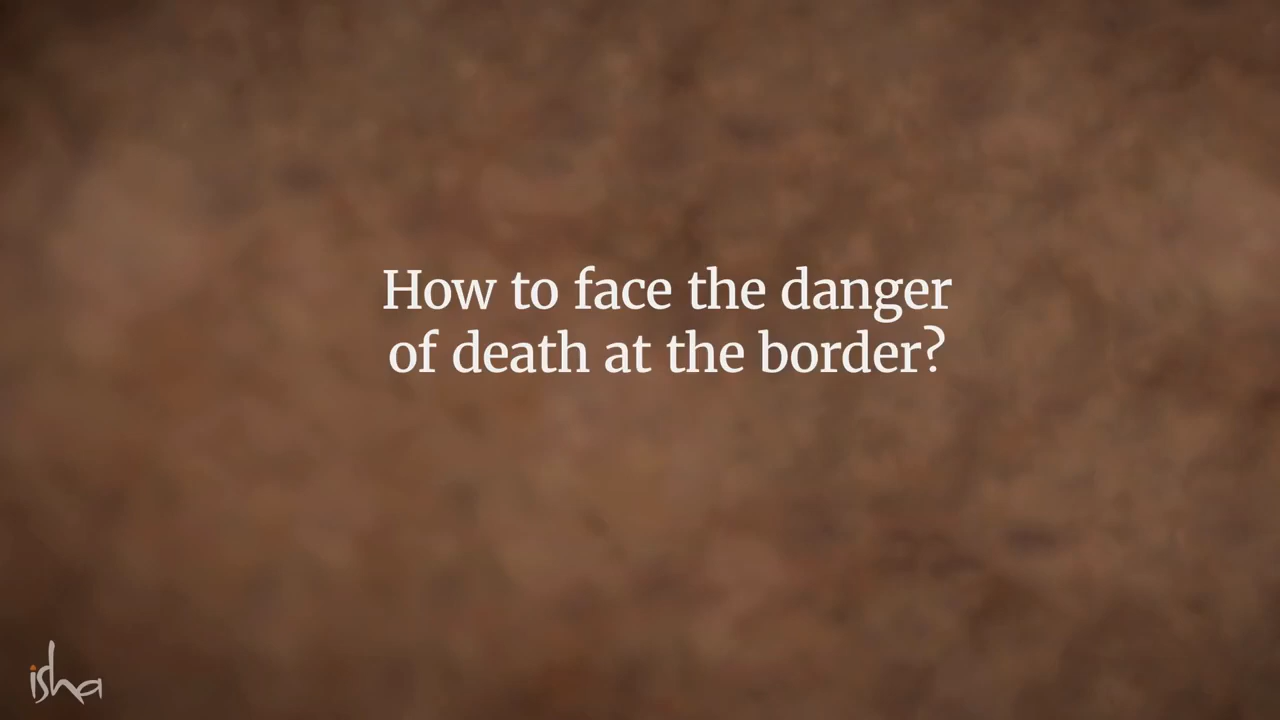 How to face the danger
of death at the border?
isha